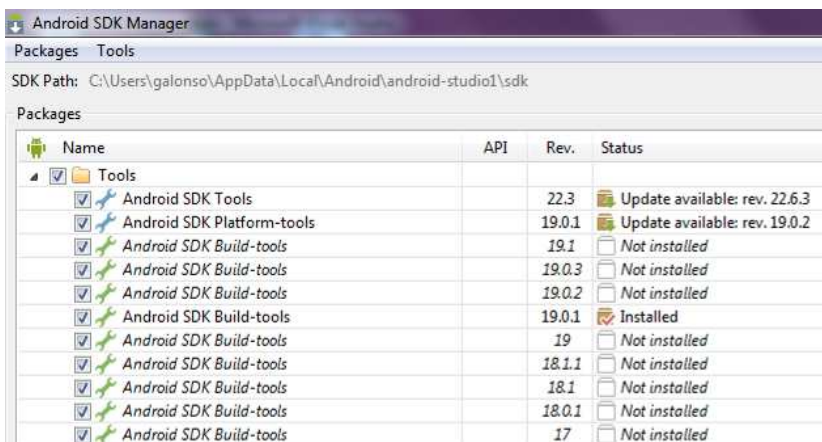 Android SDK Manager
Packages Tools
SDK Path: C:\Users\galonso\AppData\Local\Android\android-studio1\sdk
Packages
Name API Rev. Status
Tools
Android SDK Tools 22.3 Update available: rev. 22.6.3
Android SDK Platform-tools 19.0.1 Update available: rev. 19.0.2
Android SDK Build-tools 19.1 Not installed
Android SDK Build-tools 19.0.3 Not installed
Android SDK Build-tools 19.0.2 Not installed
Android SDK Build-tools 19.0.1 Installed
Android SDK Build-tools 19 Not installed
Android SDK Build-tools 18.1.1 Not installed
Android SDK Build-tools 18.1 Not installed
Android SDK Build-tools 18.0.1 Not installed
Android SDK Build-tools 17 Not installed